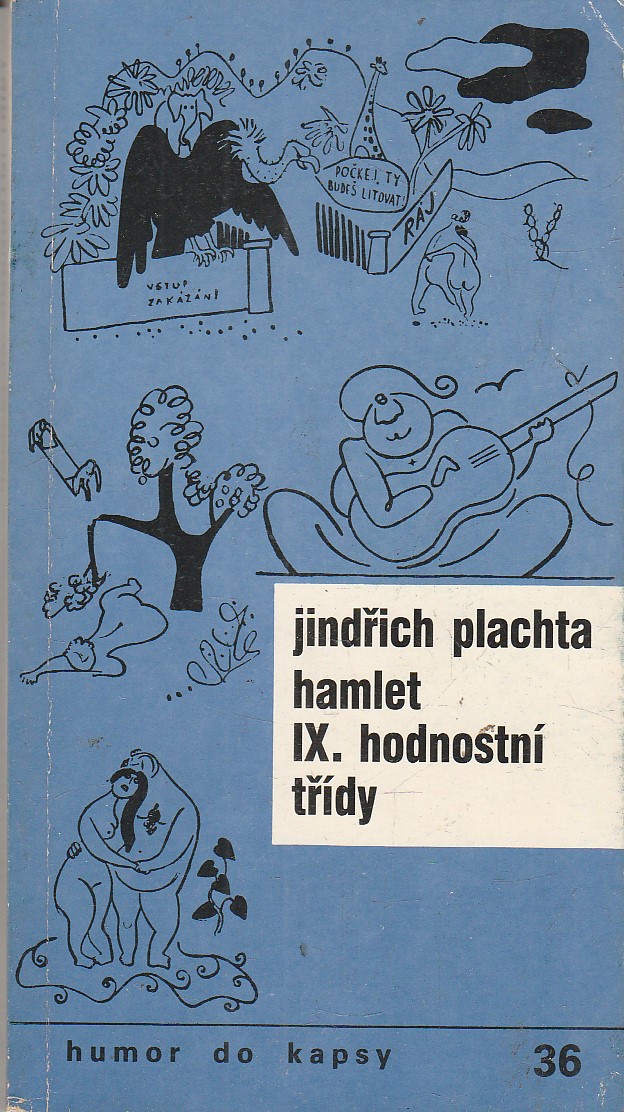 POČKEJ, TY
BUDEŠ LITOVAT!
RÁJ
VSTUP
ZAKÁZÁN!
jindřich plachta
hamlet
IX. hodnostní
třídy
humor do kapsy 36